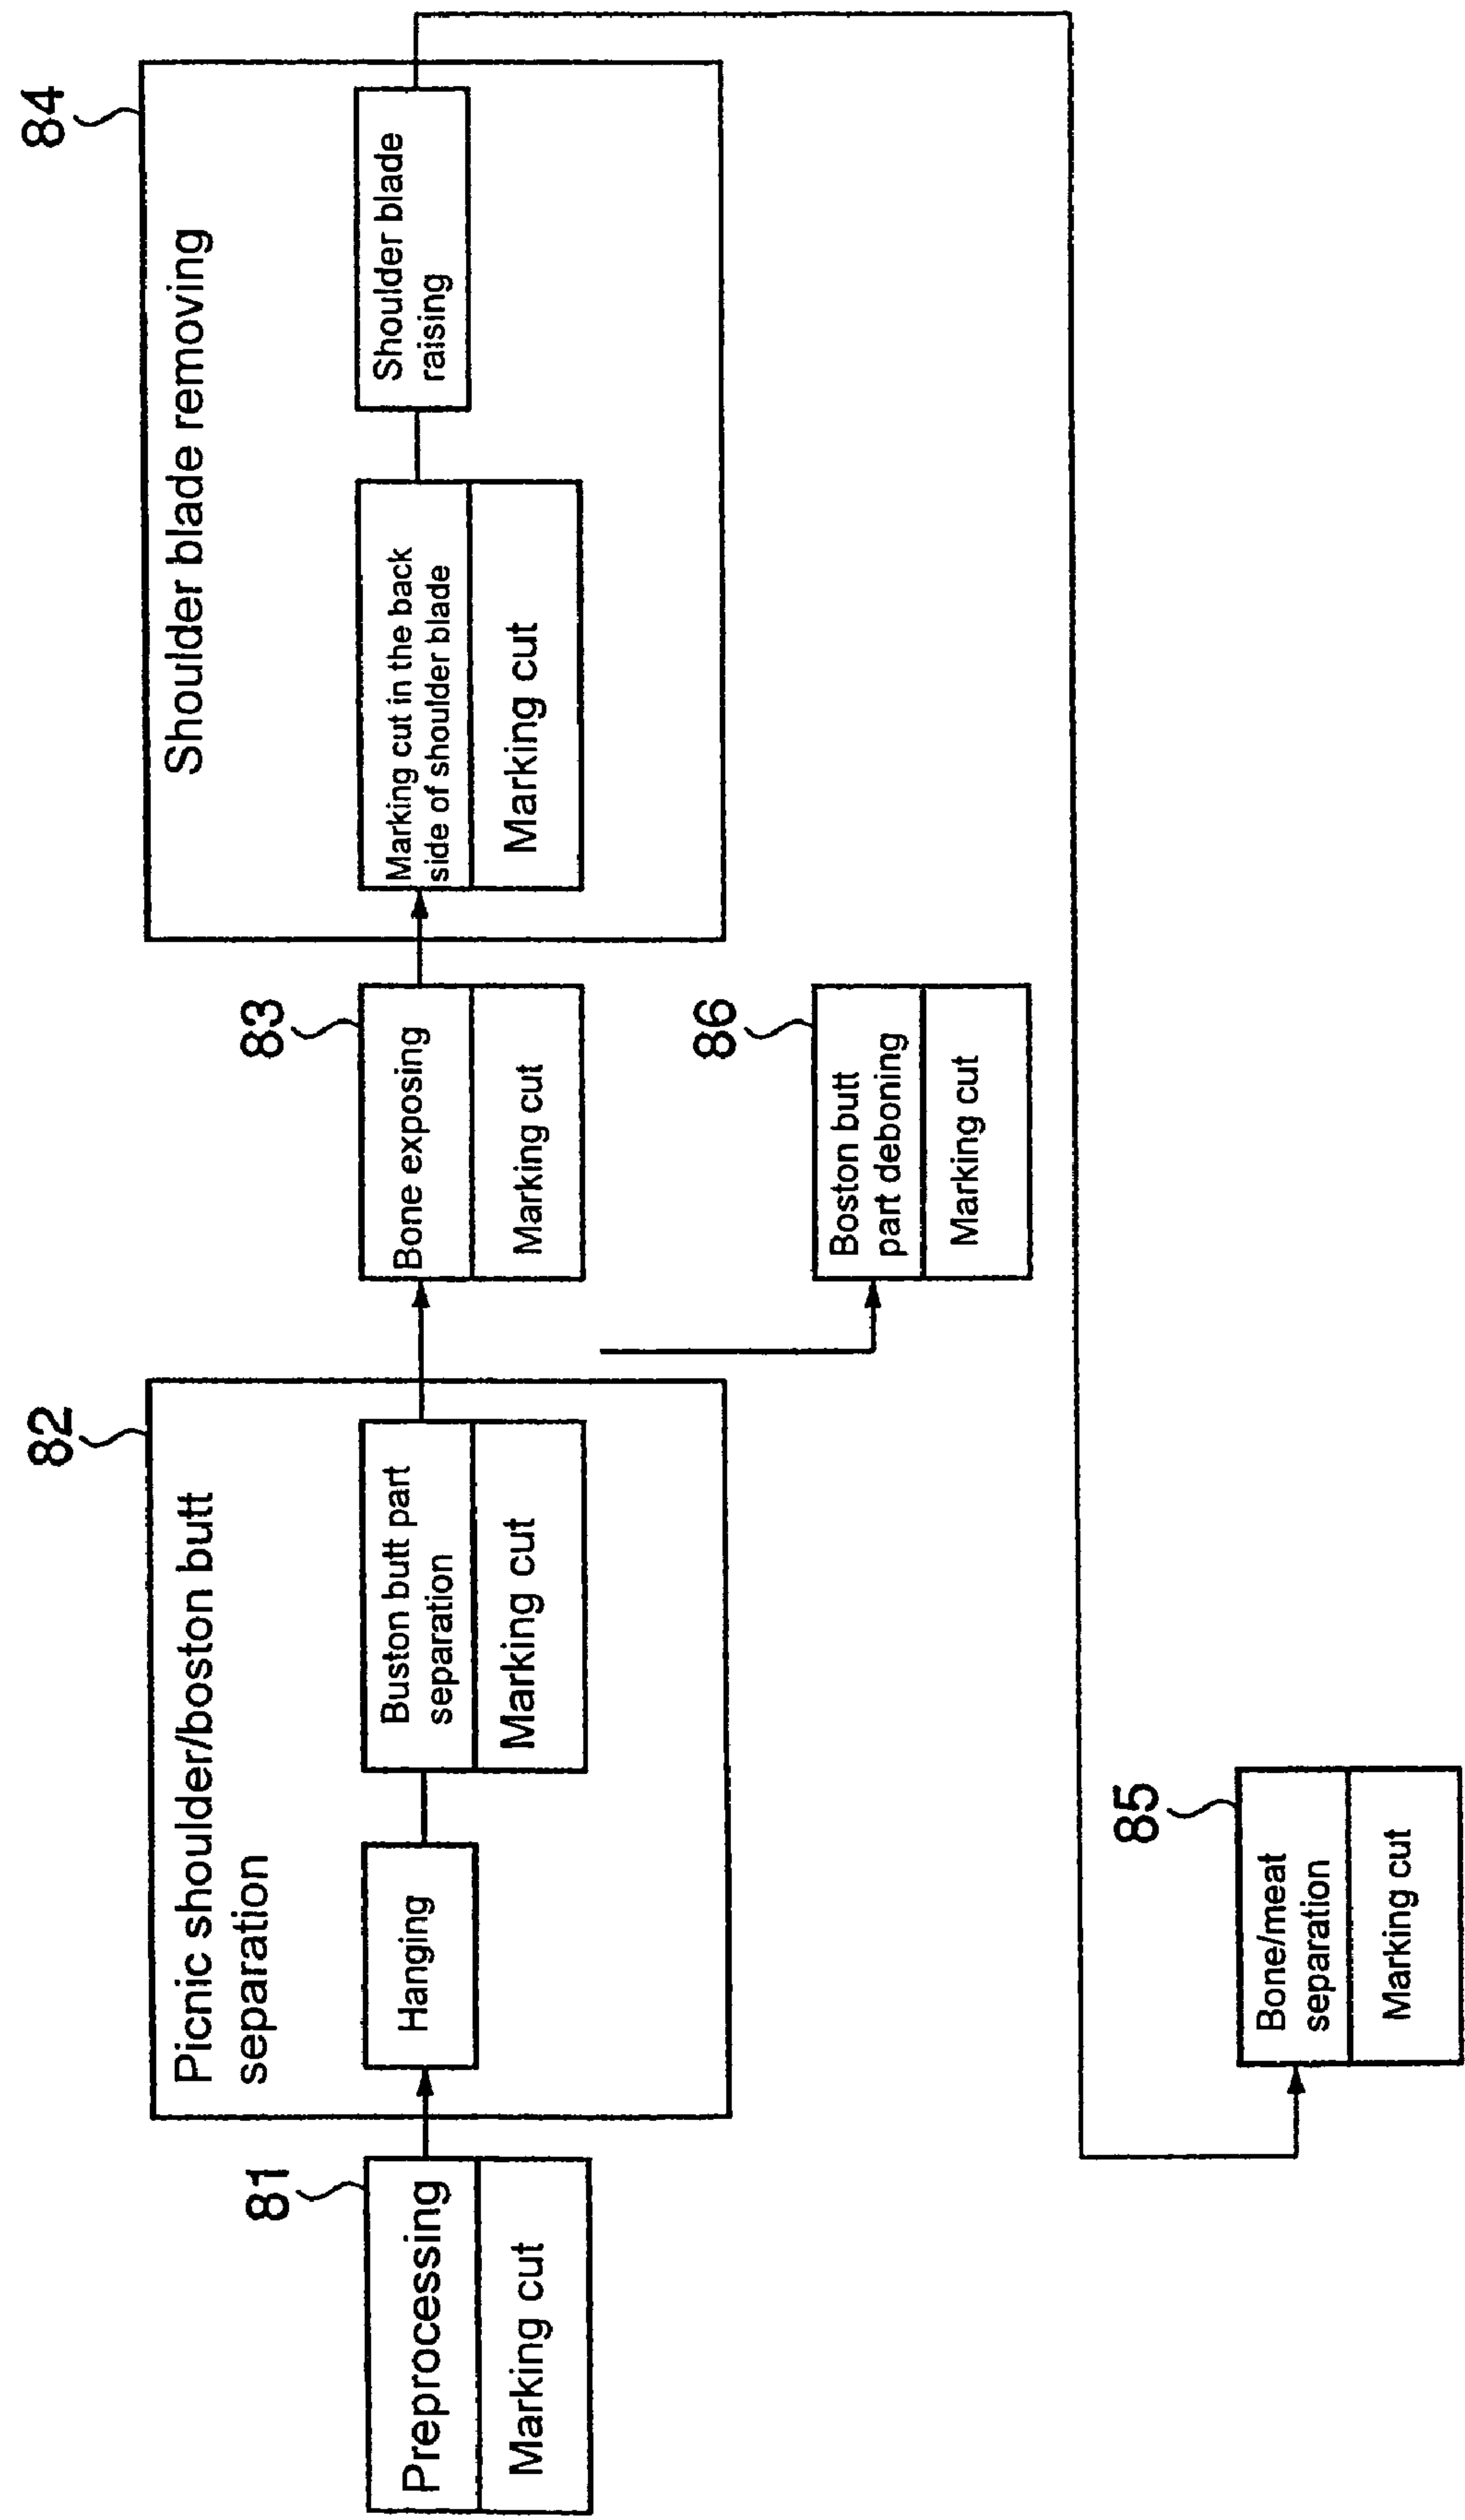 81
Preprocessing
Marking cut
82
Picnic shoulder/boston butt
separation
Hanging
Buston butt part
separation
Marking cut
83
Bone exposing
Marking cut
84
Shoulder blade removing
Marking cut in the back
side of shoulder blade
Marking cut
Shoulder blade
raising
86
Boston butt
part deboning
Marking cut
85
Bone/meat
separation
Marking cut